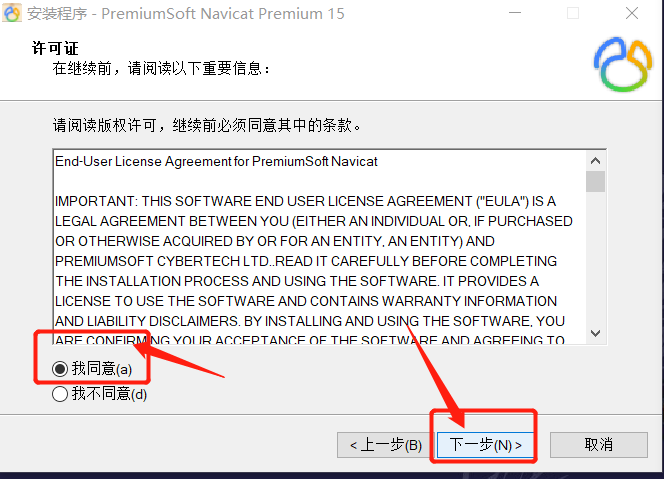 安装程序 - PremiumSoft Navicat Premium 15
许可证
在继续前，请阅读以下重要信息：
请阅读版权许可，继续前必须同意其中的条款。
End-User License Agreement for PremiumSoft Navicat
IMPORTANT: THIS SOFTWARE END USER LICENSE AGREEMENT ("EULA") IS A
LEGAL AGREEMENT BETWEEN YOU (EITHER AN INDIVIDUAL OR, IF PURCHASED
OR OTHERWISE ACQUIRED BY OR FOR AN ENTITY, AN ENTITY) AND
PREMIUMSOFT CYBERTECH LTD..READ IT CAREFULLY BEFORE COMPLETING
THE INSTALLATION PROCESS AND USING THE SOFTWARE. IT PROVIDES A
LICENSE TO USE THE SOFTWARE AND CONTAINS WARRANTY INFORMATION
AND LIABILITY DISCLAIMERS. BY INSTALLING AND USING THE SOFTWARE, YOU
ARE CONFIRMING YOUR ACCEPTANCE OF THE SOFTWARE AND AGREEING TO
我同意(a)
我不同意(d)
< 上一步(B)
下一步(N) >
取消